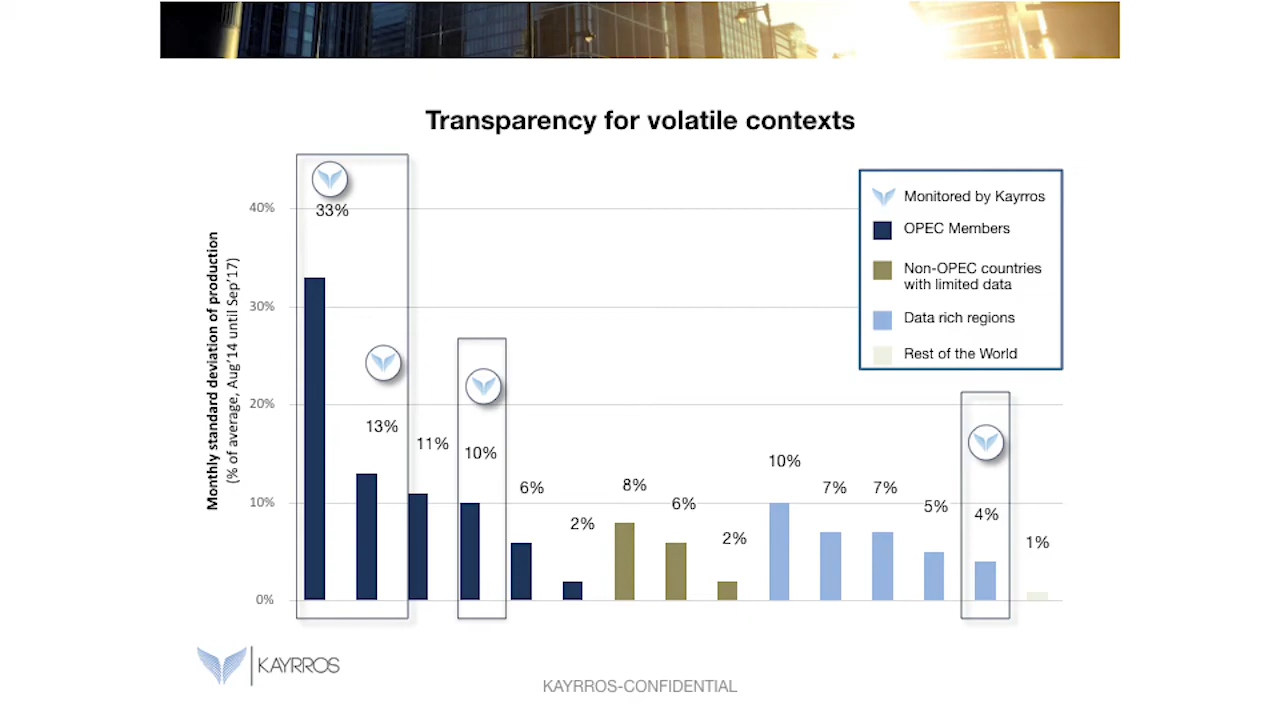 Transparency for volatile contexts
Monthly standard deviation of production
(% of average, Aug'14 until Sep'17)
40%
30%
20%
10%
0%
33%
13%
11%
10%
6%
2%
8%
6%
2%
10%
7%
7%
5%
4%
1%
Monitored by Kayrros
OPEC Members
Non-OPEC countries
with limited data
Data rich regions
Rest of the World
KAYRROS
KAYRROS-CONFIDENTIAL